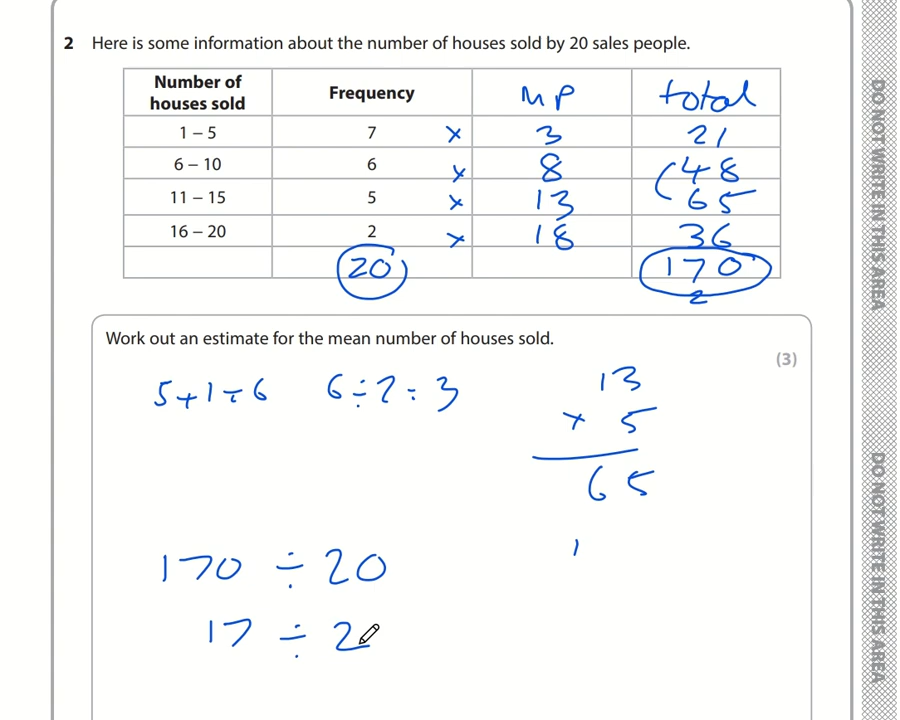 2 Here is some information about the number of houses sold by 20 sales people.
Number of houses sold Frequency MP total
1 – 5 7 × 3 21
6 – 10 6 × 8 48
11 – 15 5 × 13 65
16 – 20 2 × 18 36
20 170
2
Work out an estimate for the mean number of houses sold.
(3)
5 + 1 = 6 6 ÷ 2 = 3
13
× 5
65
1
170 ÷ 20
17 ÷ 2
DO NOT WRITE IN THIS AREA
DO NOT WRITE IN THIS AREA